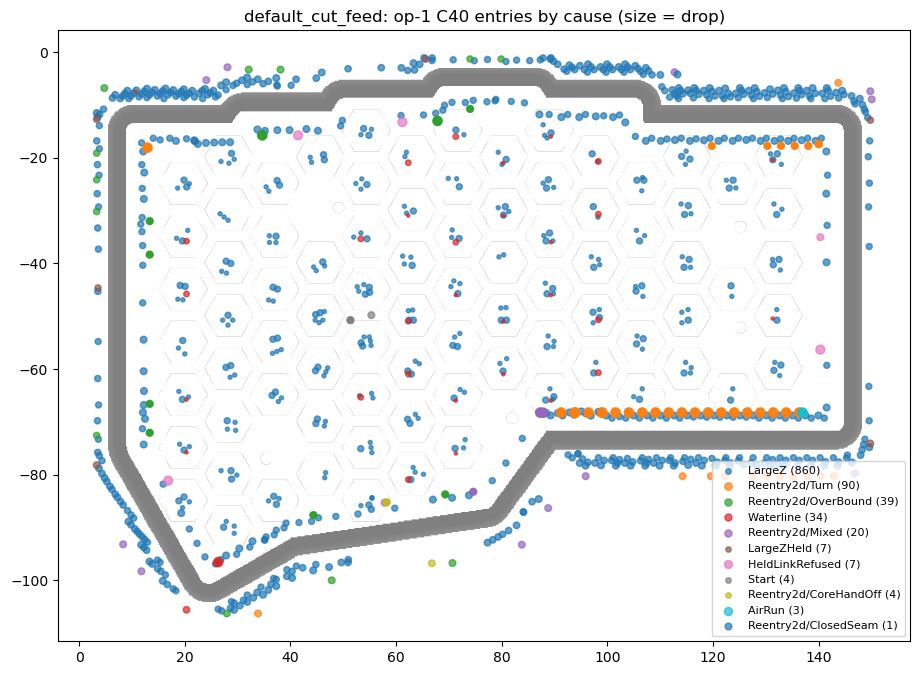 default_cut_feed: op-1 C40 entries by cause (size = drop)
0
−20
−40
−60
−80
−100
0
20
40
60
80
100
120
140
LargeZ (860)
Reentry2d/Turn (90)
Reentry2d/OverBound (39)
Waterline (34)
Reentry2d/Mixed (20)
LargeZHeld (7)
HeldLinkRefused (7)
Start (4)
Reentry2d/CoreHandOff (4)
AirRun (3)
Reentry2d/ClosedSeam (1)